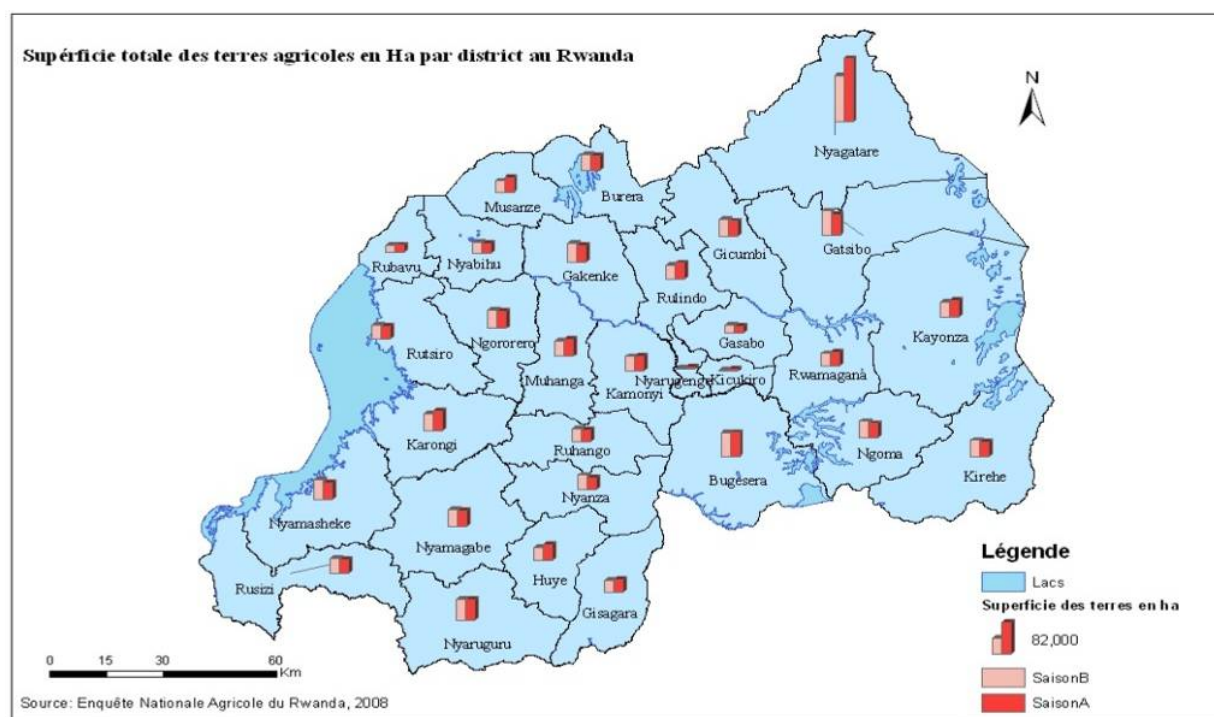 Supérficie totale des terres agricoles en Ha par district au Rwanda
N
Nyagatare
Burera
Musanze
Gatsibo
Gicumbi
Rubavu
Nyabihu
Gakenke
Rulindo
Kayonza
Gasabo
Rutsiro
Ngororero
Muhanga
Kamonyi
Nyarugenge
Kicukiro
Rwamagana
Karongi
Ruhango
Ngoma
Bugesera
Kirehe
Nyanza
Nyamasheke
Nyamagabe
Huye
Rusizi
Gisagara
Nyaruguru
Légende
Lacs
Superficie des terres en ha
82,000
SaisonB
SaisonA
0 15 30 60
Km
Source: Enquête Nationale Agricole du Rwanda, 2008